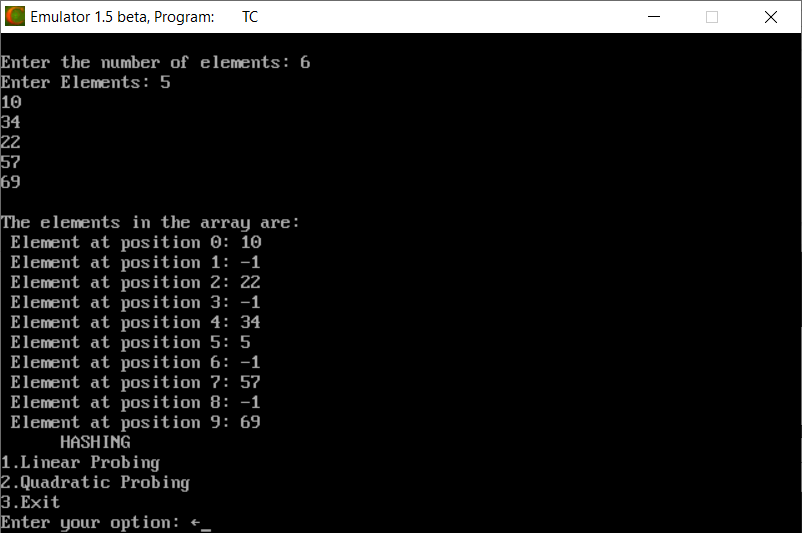 Emulator 1.5 beta, Program: TC
Enter the number of elements: 6
Enter Elements: 5
10
34
22
57
69
The elements in the array are:
Element at position 0: 10
Element at position 1: -1
Element at position 2: 22
Element at position 3: -1
Element at position 4: 34
Element at position 5: 5
Element at position 6: -1
Element at position 7: 57
Element at position 8: -1
Element at position 9: 69
HASHING
1.Linear Probing
2.Quadratic Probing
3.Exit
Enter your option: ←_